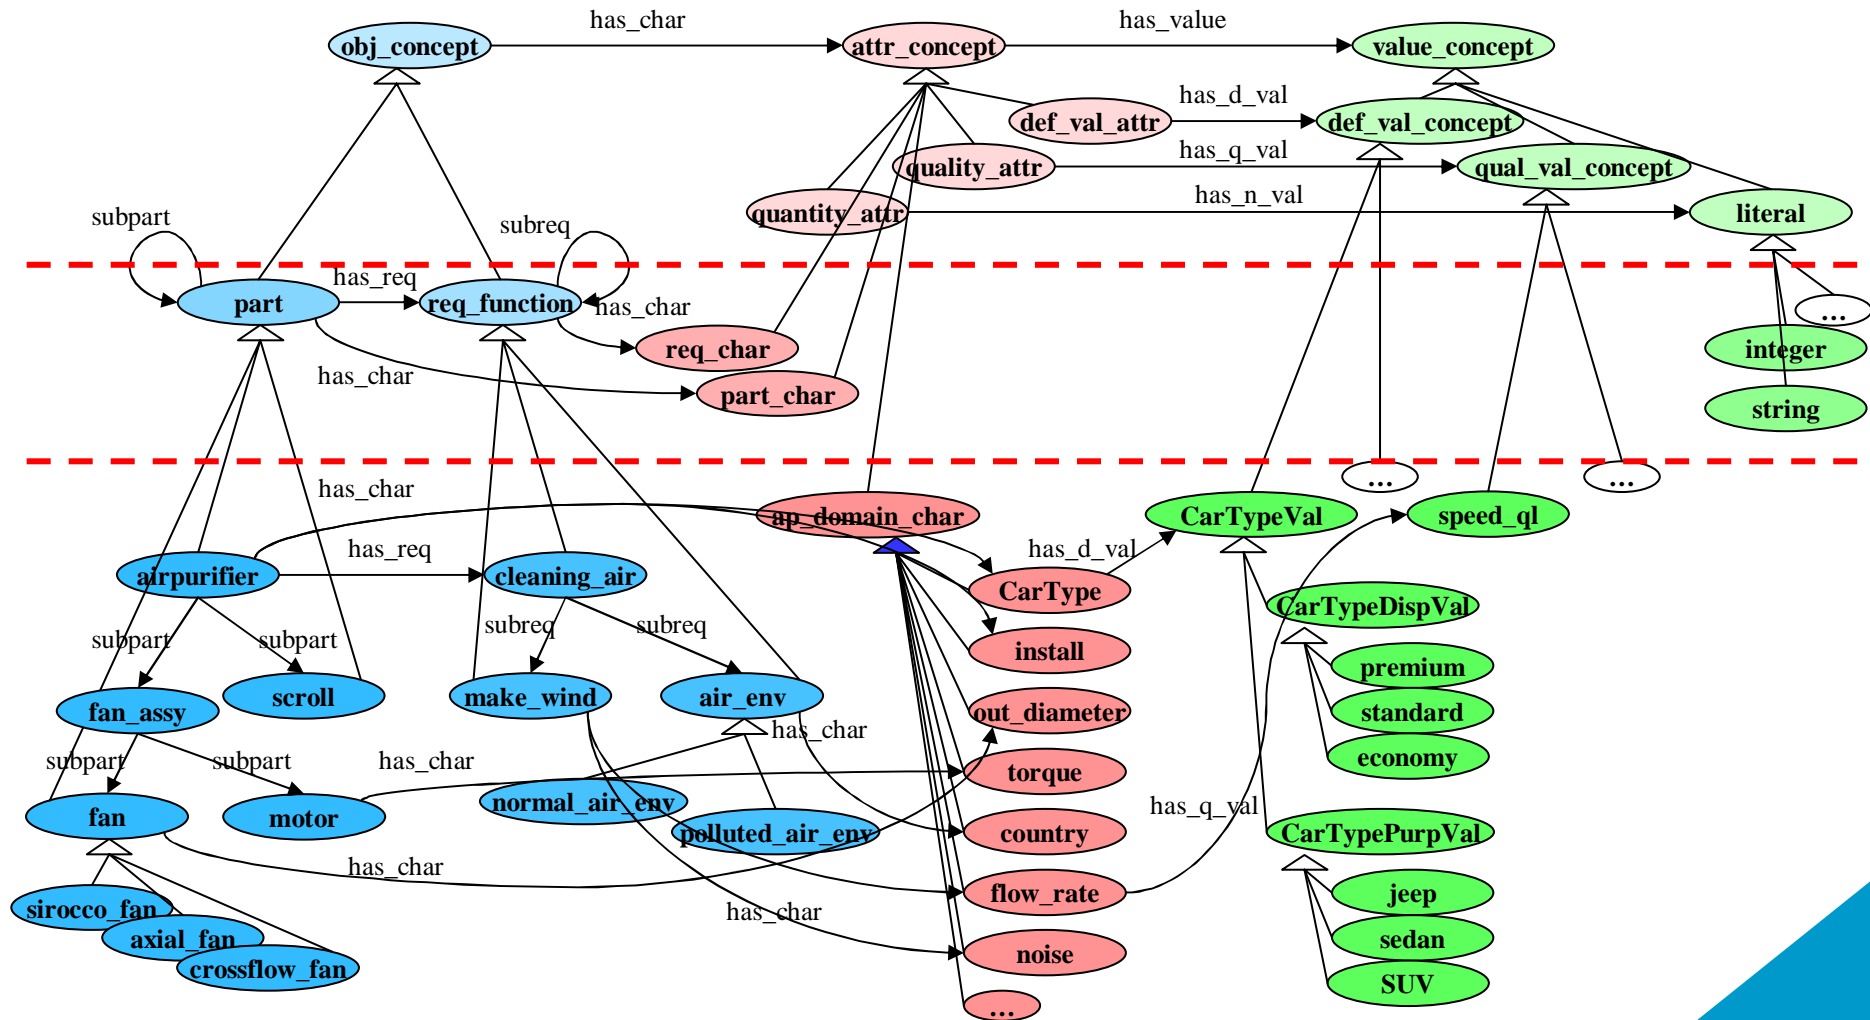 has_char
has_value
obj_concept
attr_concept
value_concept
has_d_val
def_val_attr
def_val_concept
has_q_val
quality_attr
qual_val_concept
has_n_val
subpart
subreq
quantity_attr
literal
has_req
part
req_function
has_char
...
req_char
integer
has_char
part_char
string
has_char
...
...
ap_domain_char
CarTypeVal
speed_ql
has_req
has_d_val
airpurifier
cleaning_air
CarType
CarTypeDispVal
subpart
subpart
subreq
subreq
install
premium
scroll
make_wind
air_env
fan_assy
out_diameter
standard
has_char
subpart
subpart
has_char
torque
economy
normal_air_env
has_q_val
fan
motor
polluted_air_env
country
CarTypePurpVal
has_char
flow_rate
jeep
sirocco_fan
has_char
axial_fan
sedan
noise
crossflow_fan
SUV
...